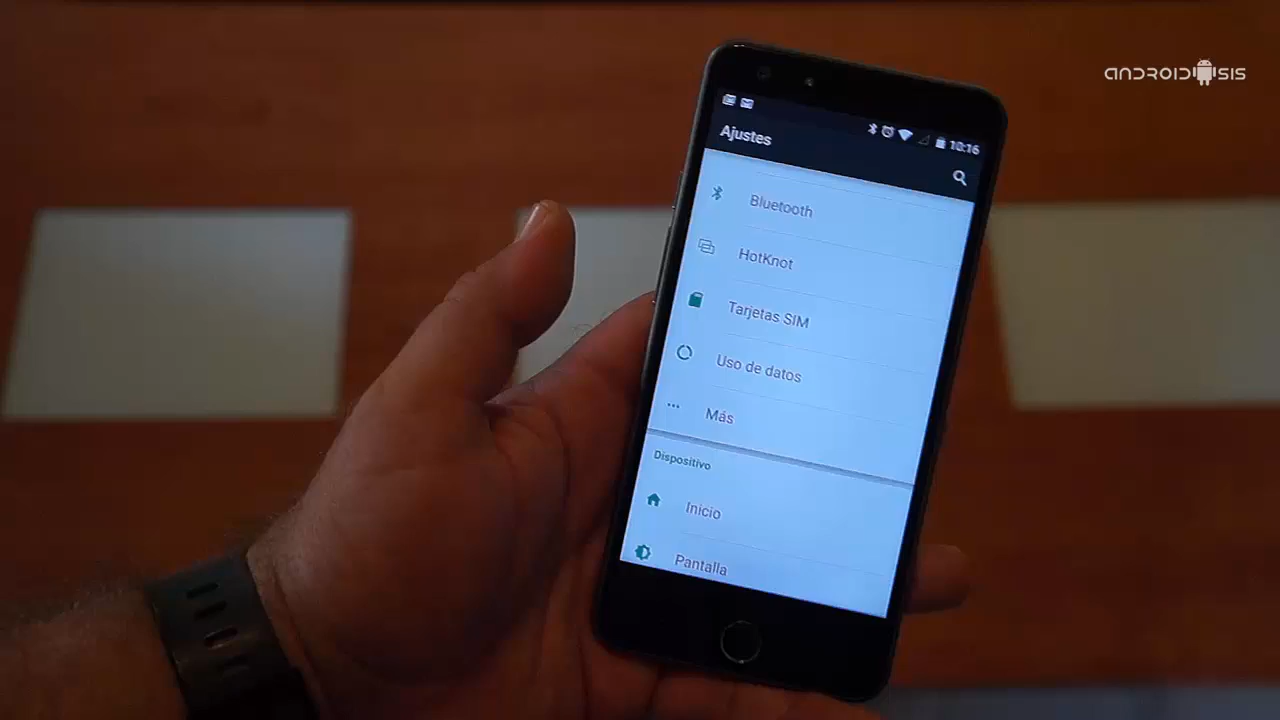 ANDROIDSIS
10:16
Ajustes
Bluetooth
HotKnot
Tarjetas SIM
Uso de datos
Más
Dispositivo
Inicio
Pantalla